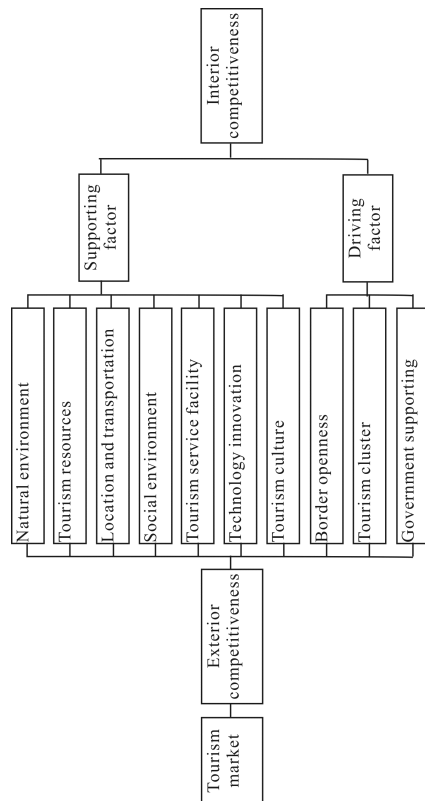 Interior
competitiveness
Supporting
factor
Driving
factor
Natural environment
Tourism resources
Location and transportation
Social environment
Tourism service facility
Technology innovation
Tourism culture
Border openness
Tourism cluster
Government supporting
Exterior
competitiveness
Tourism
market